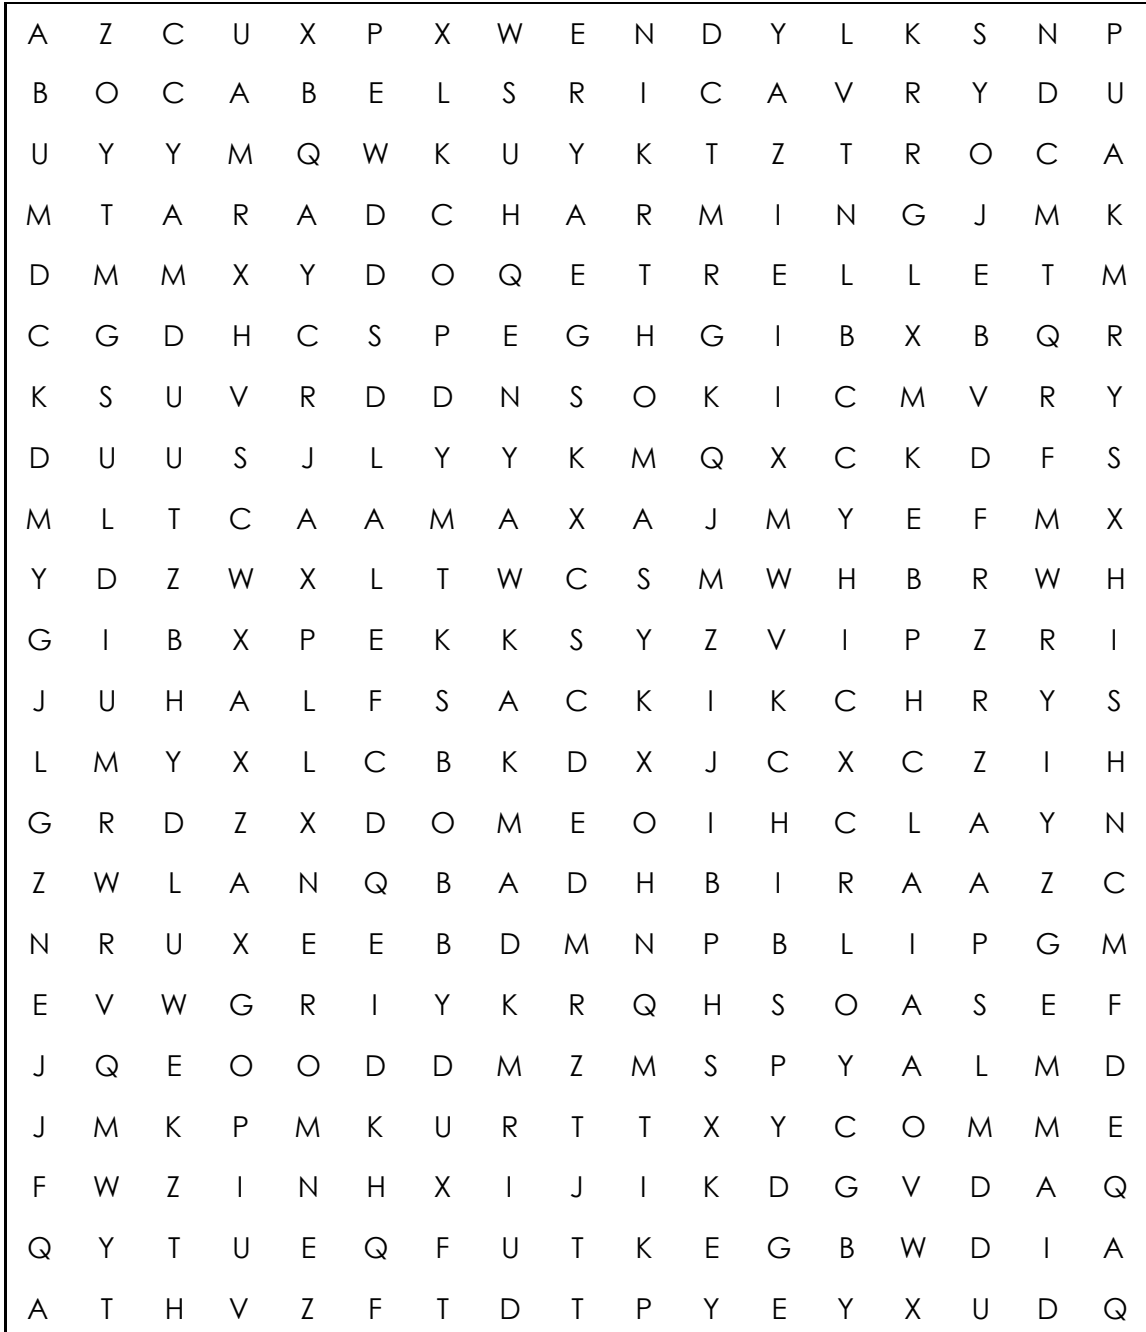 A Z C U X P X W E N D Y L K S N P
B O C A B E L S R I C A V R Y D U
U Y Y M Q W K U Y K T Z T R O C A
M T A R A D C H A R M I N G J M K
D M M X Y D O Q E T R E L L E T M
C G D H C S P E G H G I B X B Q R
K S U V R D D N S O K I C M V R Y
D U U S J L Y Y K M Q X C K D F S
M L T C A A M A X A J M Y E F M X
Y D Z W X L T W C S M W H B R W H
G I B X P E K K S Y Z V I P Z R I
J U H A L F S A C K I K C H R Y S
L M Y X L C B K D X J C X C Z I H
G R D Z X D O M E O I H C L A Y N
Z W L A N Q B A D H B I R A A Z C
N R U X E E B D M N P B L I P G M
E V W G R I Y K R Q H S O A S E F
J Q E O O D D M Z M S P Y A L M D
J M K P M K U R T T X Y C O M M E
F W Z I N H X I J I K D G V D A Q
Q Y T U E Q F U T K E G B W D I A
A T H V Z F T D T P Y E Y X U D Q